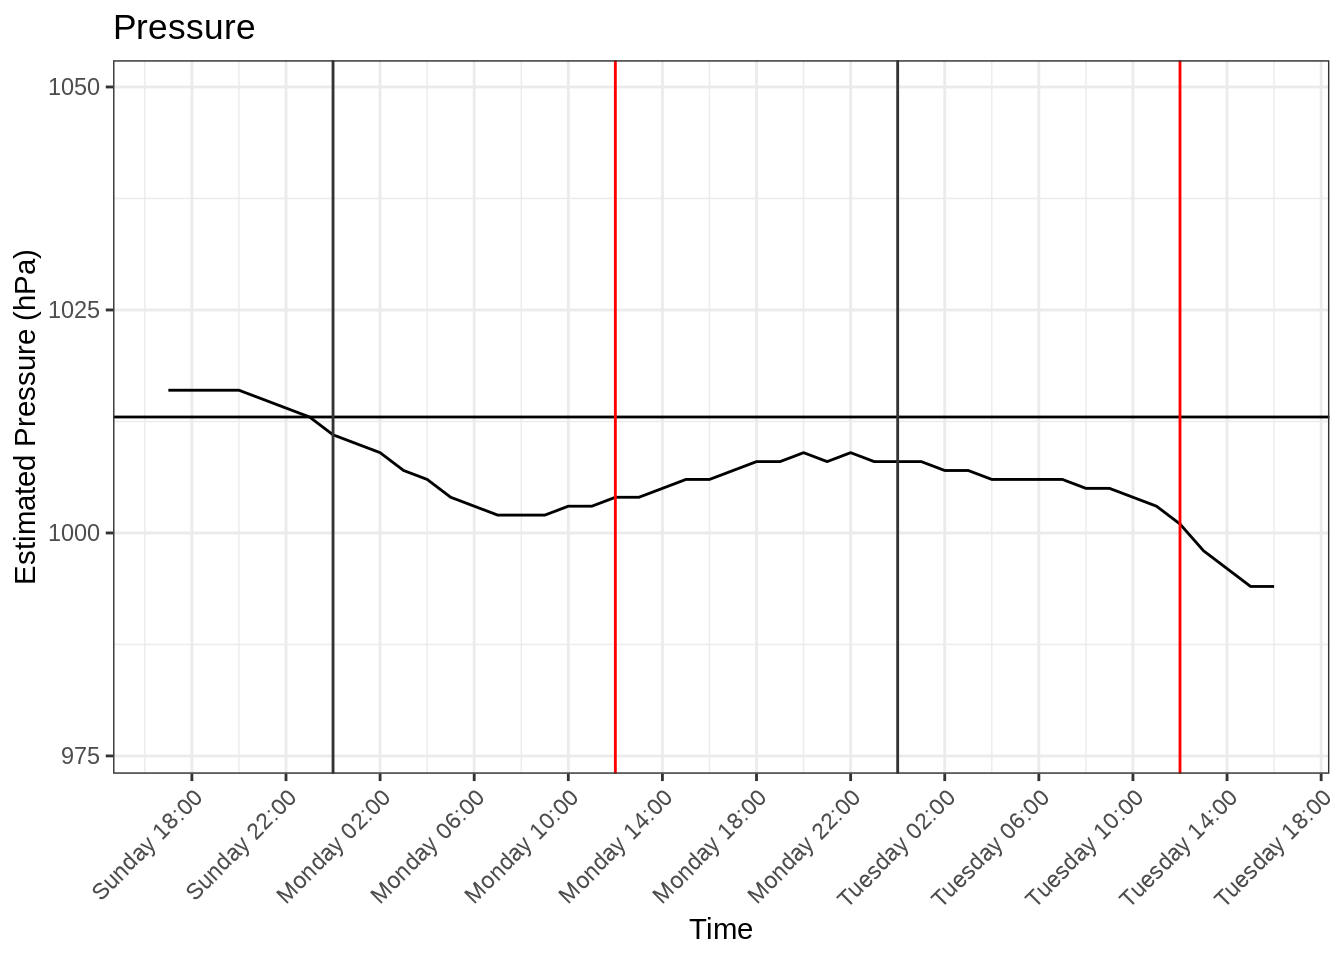 Pressure
Estimated Pressure (hPa)
1050
1025
1000
975
Sunday 18:00
Sunday 22:00
Monday 02:00
Monday 06:00
Monday 10:00
Monday 14:00
Monday 18:00
Monday 22:00
Tuesday 02:00
Tuesday 06:00
Tuesday 10:00
Tuesday 14:00
Tuesday 18:00
Time